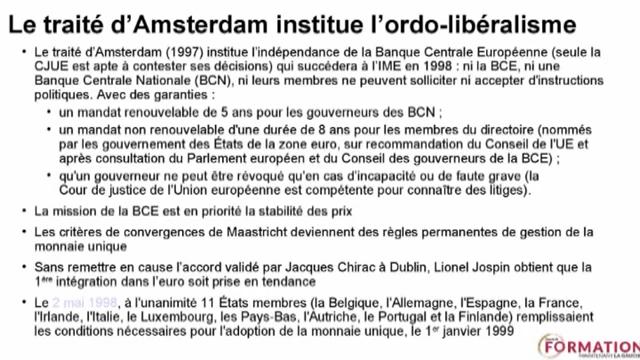 Le traité d'Amsterdam institue l'ordo-libéralisme
• Le traité d'Amsterdam (1997) institue l'indépendance de la Banque Centrale Européenne (seule la
CJUE est apte à contester ses décisions) qui succédera à l'IME en 1998 : ni la BCE, ni une
Banque Centrale Nationale (BCN), ni leurs membres ne peuvent solliciter ni accepter d'instructions
politiques. Avec des garanties :
• un mandat renouvelable de 5 ans pour les gouverneurs des BCN ;
• un mandat non renouvelable d'une durée de 8 ans pour les membres du directoire (nommés
par les gouvernement des États de la zone euro, sur recommandation du Conseil de l'UE et
après consultation du Parlement européen et du Conseil des gouverneurs de la BCE) ;
• qu'un gouverneur ne peut être révoqué qu'en cas d'incapacité ou de faute grave (la
Cour de justice de l'Union européenne est compétente pour connaître des litiges).
• La mission de la BCE est en priorité la stabilité des prix
• Les critères de convergences de Maastricht deviennent des règles permanentes de gestion de la
monnaie unique
• Sans remettre en cause l'accord validé par Jacques Chirac à Dublin, Lionel Jospin obtient que la
1ère intégration dans l'euro soit prise en tendance
• Le 2 mai 1998, à l'unanimité 11 États membres (la Belgique, l'Allemagne, l'Espagne, la France,
l'Irlande, l'Italie, le Luxembourg, les Pays-Bas, l'Autriche, le Portugal et la Finlande) remplissaient
les conditions nécessaires pour l'adoption de la monnaie unique, le 1er janvier 1999
FORMATION